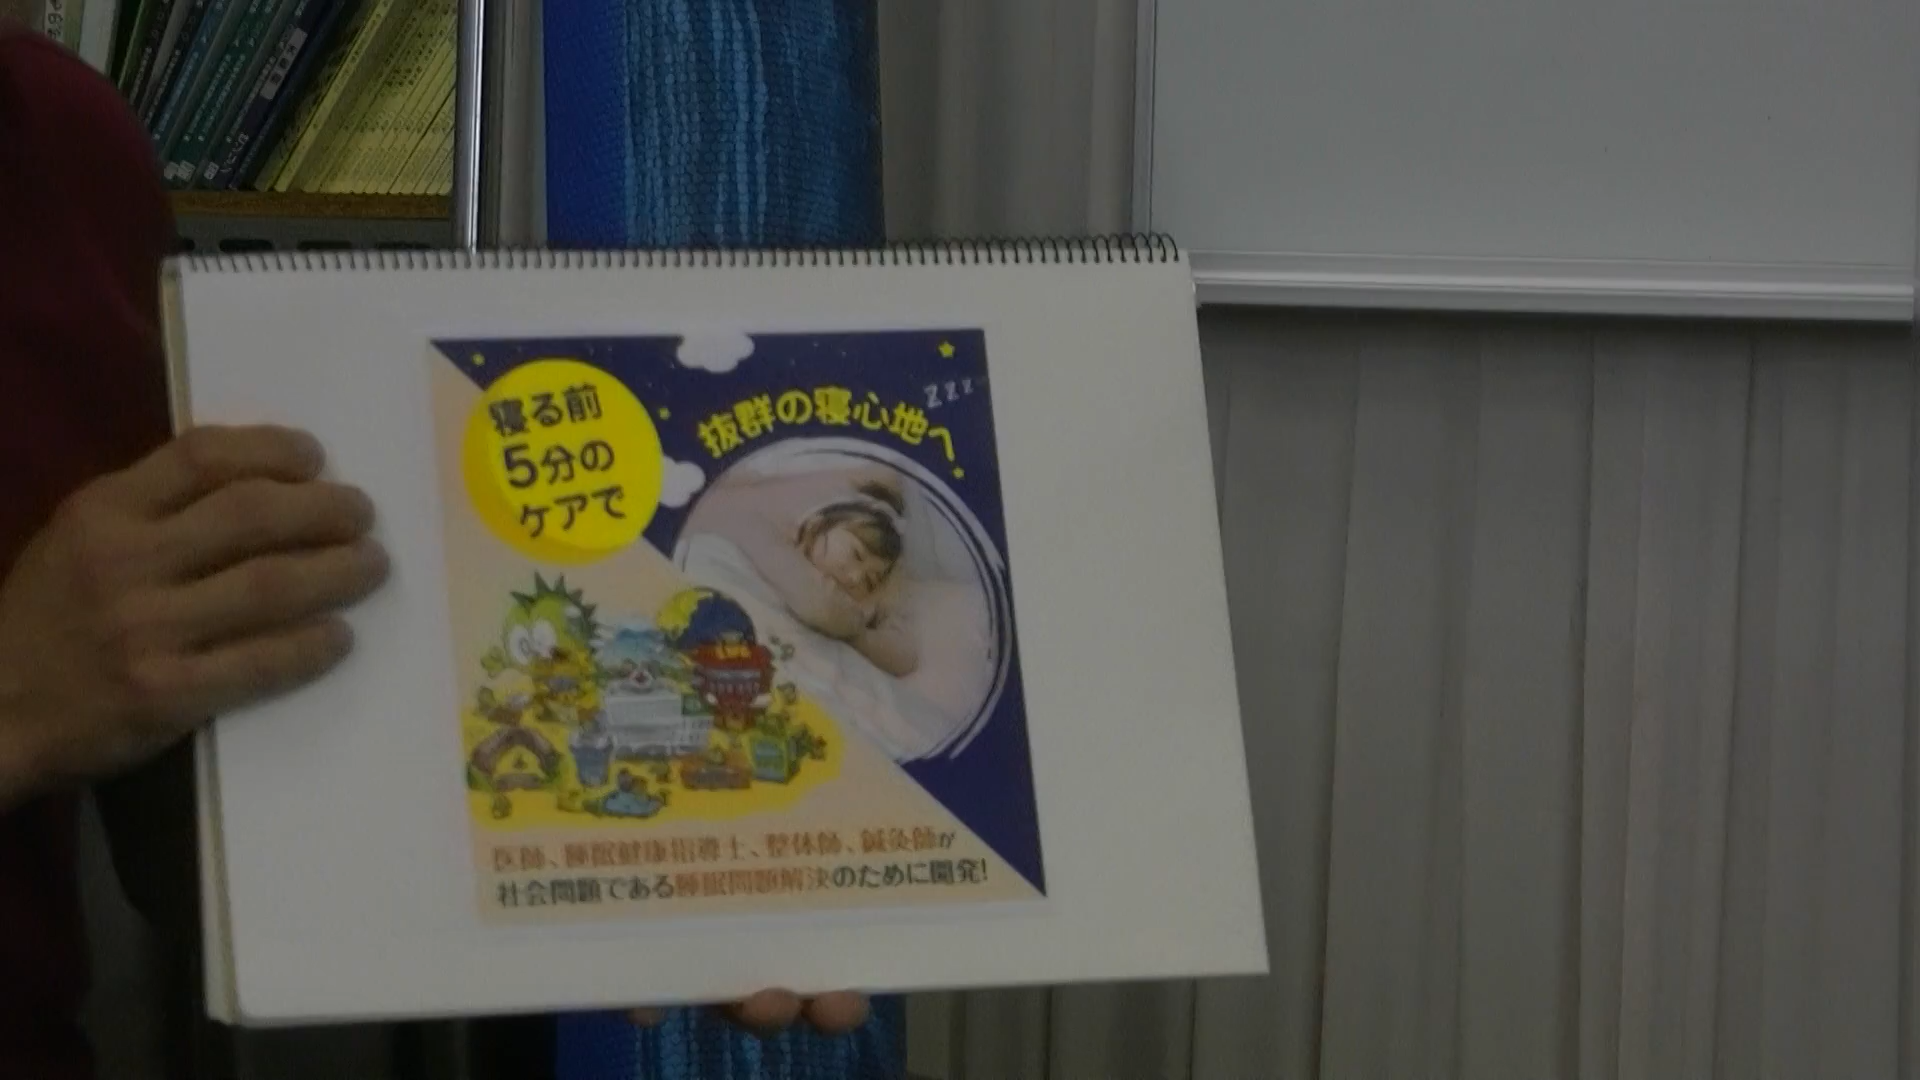 寝る前
5分の
ケアで
抜群の寝心地へ
zzz
医師、睡眠健康指導士、整体師、鍼灸師が
社会問題である睡眠問題解決のために開発!